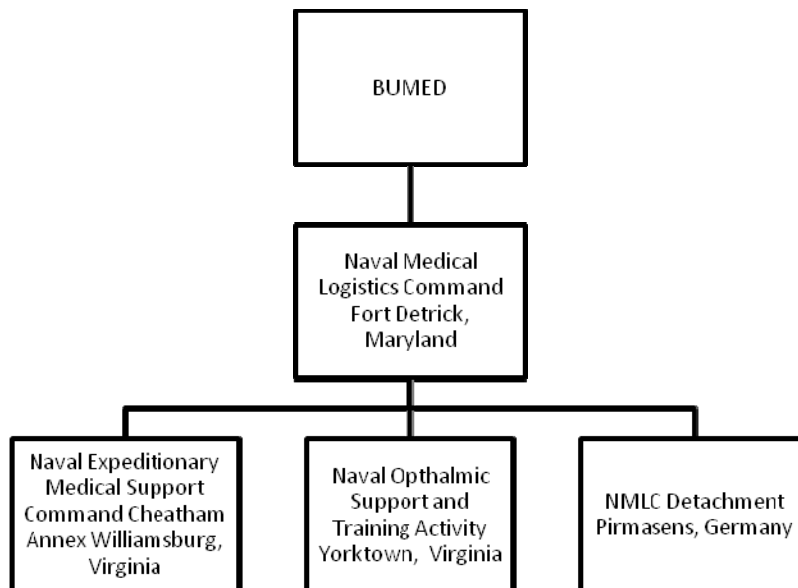 BUMED
Naval Medical
Logistics Command
Fort Detrick,
Maryland
Naval Expeditionary
Medical Support
Command Cheatham
Annex Williamsburg,
Virginia
Naval Opthalmic
Support and
Training Activity
Yorktown, Virginia
NMLC Detachment
Pirmasens, Germany